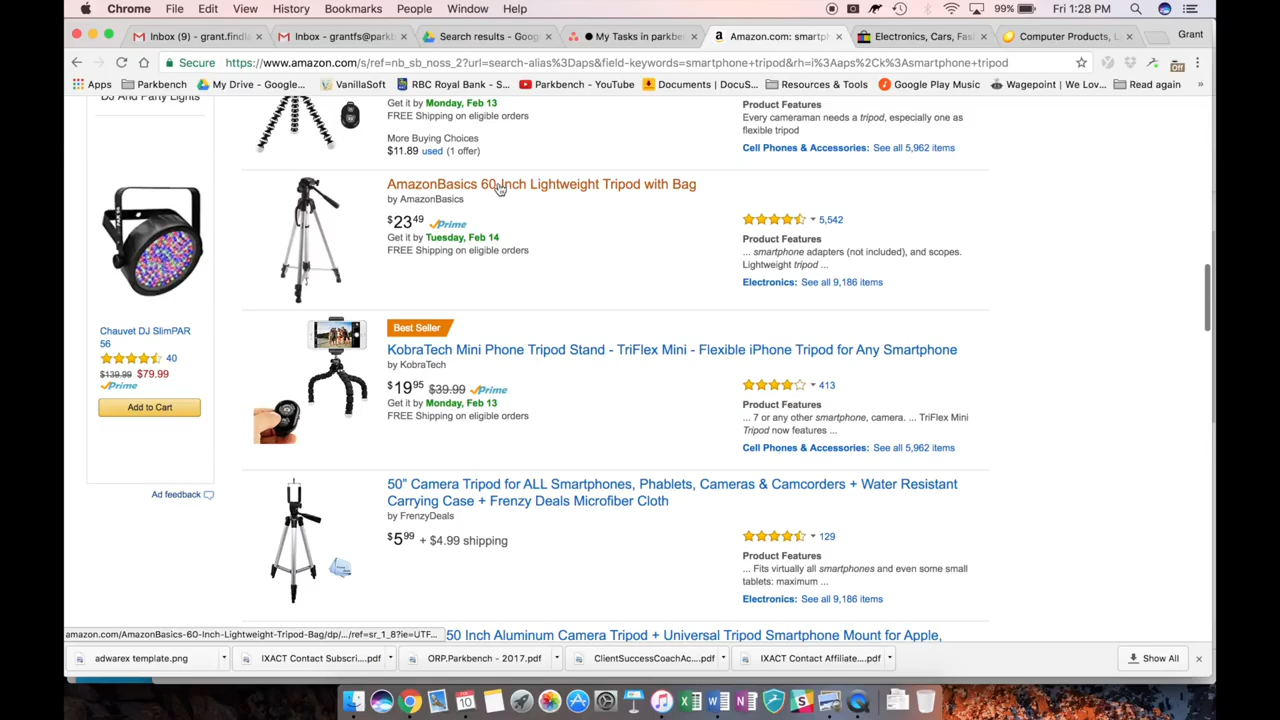 Chrome File Edit View History Bookmarks People Window Help 99% Fri 1:28 PM
Inbox (9) - grant.findla Inbox - grantfs@parkb Search results - Goog My Tasks in parkben Amazon.com: smartph Electronics, Cars, Fas Computer Products, L Grant
Secure https://www.amazon.com/s/ref=nb_sb_noss_2?url=search-alias%3Daps&field-keywords=smartphone+tripod&rh=i%3Aaps%2Ck%3Asmartphone+tripod
Apps Parkbench My Drive - Google... VanillaSoft RBC Royal Bank - S... Parkbench - YouTube Documents | DocuS... Resources & Tools Google Play Music Wagepoint | We Lov... Read again »
DJ And Party Lights
Get it by Monday, Feb 13
FREE Shipping on eligible orders
More Buying Choices
$11.89 used (1 offer)
Product Features
Every cameraman needs a tripod, especially one as
flexible tripod
Cell Phones & Accessories: See all 5,962 items
AmazonBasics 60-Inch Lightweight Tripod with Bag
by AmazonBasics
$23 49 Prime
Get it by Tuesday, Feb 14
FREE Shipping on eligible orders
5,542
Product Features
... smartphone adapters (not included), and scopes.
Lightweight tripod ...
Electronics: See all 9,186 items
Chauvet DJ SlimPAR
56
40
$139.99 $79.99
Prime
Add to Cart
Ad feedback
Best Seller
KobraTech Mini Phone Tripod Stand - TriFlex Mini - Flexible iPhone Tripod for Any Smartphone
by KobraTech
$19 95 $39.99 Prime
Get it by Monday, Feb 13
FREE Shipping on eligible orders
413
Product Features
... 7 or any other smartphone, camera. ... TriFlex Mini
Tripod now features ...
Cell Phones & Accessories: See all 5,962 items
50” Camera Tripod for ALL Smartphones, Phablets, Cameras & Camcorders + Water Resistant
Carrying Case + Frenzy Deals Microfiber Cloth
by FrenzyDeals
$5 99 + $4.99 shipping
129
Product Features
... Fits virtually all smartphones and even some small
tablets: maximum ...
Electronics: See all 9,186 items
amazon.com/AmazonBasics-60-Inch-Lightweight-Tripod-Bag/dp/.../ref=sr_1_8?ie=UTF...
50 Inch Aluminum Camera Tripod + Universal Tripod Smartphone Mount for Apple,
adwarex template.png IXACT Contact Subscri....pdf ORP.Parkbench - 2017.pdf ClientSuccessCoachAc....pdf IXACT Contact Affiliate....pdf Show All